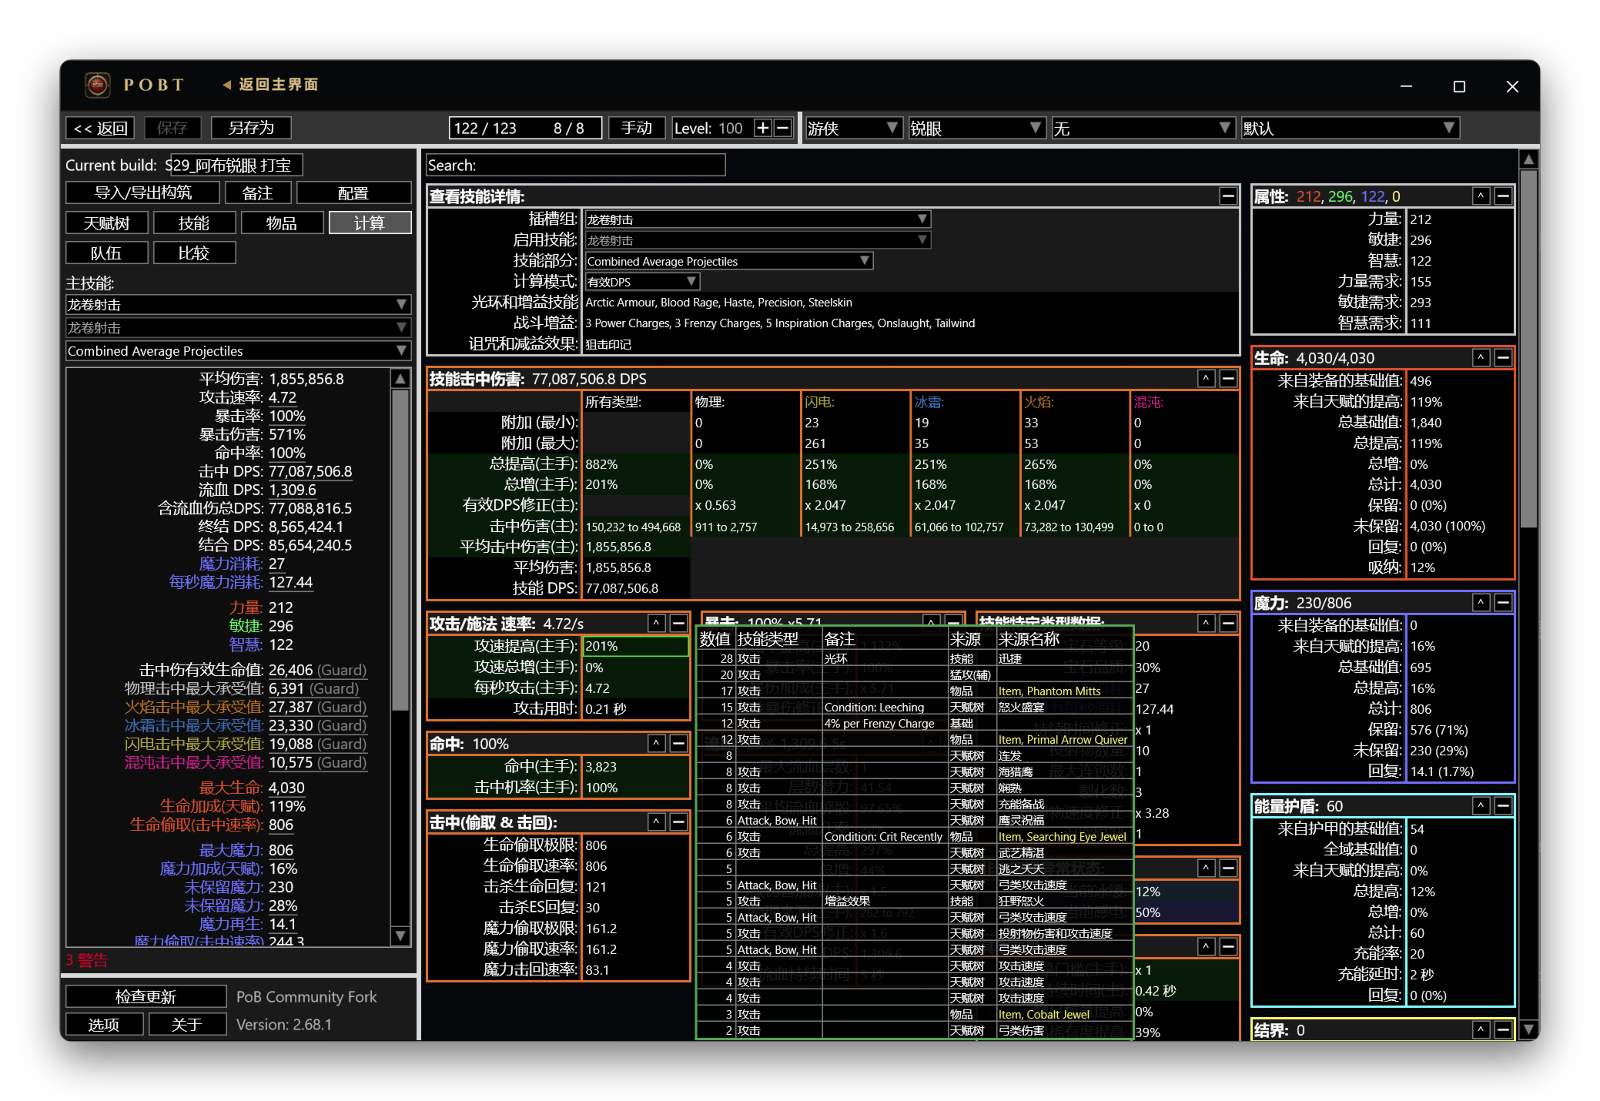 POBT ◄ 返回主界面
<< 返回 保存 另存为 122 / 123 8 / 8 手动 Level: 100 + − 游侠 锐眼 无 默认
Current build: S29_阿布锐眼 打宝
导入/导出构筑 备注 配置
天赋树 技能 物品 计算
队伍 比较
主技能:
龙卷射击
龙卷射击
Combined Average Projectiles
平均伤害: 1,855,856.8
攻击速率: 4.72
暴击率: 100%
暴击伤害: 571%
命中率: 100%
击中 DPS: 77,087,506.8
流血 DPS: 1,309.6
含流血伤总DPS: 77,088,816.5
终结 DPS: 8,565,424.1
结合 DPS: 85,654,240.5
魔力消耗: 27
每秒魔力消耗: 127.44
力量: 212
敏捷: 296
智慧: 122
击中伤有效生命值: 26,406 (Guard)
物理击中最大承受值: 6,391 (Guard)
火焰击中最大承受值: 27,387 (Guard)
冰霜击中最大承受值: 23,330 (Guard)
闪电击中最大承受值: 19,088 (Guard)
混沌击中最大承受值: 10,575 (Guard)
最大生命: 4,030
生命加成(天赋): 119%
生命偷取(击中速率): 806
最大魔力: 806
魔力加成(天赋): 16%
未保留魔力: 230
未保留魔力: 28%
魔力再生: 14.1
魔力偷取(击中速率) 244.3
3 警告
检查更新 PoB Community Fork
选项 关于 Version: 2.68.1
Search:
查看技能详情:
插槽组: 龙卷射击
启用技能: 龙卷射击
技能部分: Combined Average Projectiles
计算模式: 有效DPS
光环和增益技能 Arctic Armour, Blood Rage, Haste, Precision, Steelskin
战斗增益: 3 Power Charges, 3 Frenzy Charges, 5 Inspiration Charges, Onslaught, Tailwind
诅咒和减益效果: 狙击印记
技能击中伤害: 77,087,506.8 DPS
所有类型: 物理: 闪电: 冰霜: 火焰: 混沌:
附加 (最小): 0 23 19 33 0
附加 (最大): 0 261 35 53 0
总提高(主手): 882% 0% 251% 251% 265% 0%
总增(主手): 201% 0% 168% 168% 168% 0%
有效DPS修正(主): x 0.563 x 2.047 x 2.047 x 2.047 x 0
击中伤害(主): 150,232 to 494,668 911 to 2,757 14,973 to 258,656 61,066 to 102,757 73,282 to 130,499 0 to 0
平均击中伤害(主): 1,855,856.8
平均伤害: 1,855,856.8
技能 DPS: 77,087,506.8
攻击/施法 速率: 4.72/s
攻速提高(主手): 201%
攻速总增(主手): 0%
每秒攻击(主手): 4.72
攻击用时: 0.21 秒
命中: 100%
命中(主手): 3,823
击中机率(主手): 100%
击中(偷取 & 击回):
生命偷取极限: 806
生命偷取速率: 806
击杀生命回复: 121
击杀ES回复: 30
魔力偷取极限: 161.2
魔力偷取速率: 161.2
魔力击回速率: 83.1
暴击: 100% x5.71
技能特定类型数据:
数值 技能类型 备注 来源 来源名称
28 攻击 光环 技能 迅捷
20 攻击 猛攻(辅)
17 攻击 物品 Item, Phantom Mitts
15 攻击 Condition: Leeching 天赋树 怒火盛宴
12 攻击 4% per Frenzy Charge 基础
12 攻击 物品 Item, Primal Arrow Quiver
8 天赋树 连发
8 攻击 天赋树 海猎鹰
8 攻击 天赋树 娴熟
8 攻击 天赋树 充能备战
6 Attack, Bow, Hit 天赋树 鹰灵祝福
6 攻击 Condition: Crit Recently 物品 Item, Searching Eye Jewel
6 攻击 天赋树 武艺精湛
5 天赋树 逃之夭夭
5 Attack, Bow, Hit 天赋树 弓类攻击速度
5 攻击 增益效果 技能 狂野怒火
5 Attack, Bow, Hit 天赋树 弓类攻击速度
5 攻击 天赋树 投射物伤害和攻击速度
5 Attack, Bow, Hit 天赋树 弓类攻击速度
4 攻击 天赋树 攻击速度
4 攻击 天赋树 攻击速度
4 攻击 天赋树 攻击速度
3 攻击 物品 Item, Cobalt Jewel
2 攻击 天赋树 弓类伤害
20
30%
27
127.44
x 1
10
1
3
x 3.28
1
12%
50%
x 1
0.42 秒
0%
39%
属性: 212, 296, 122, 0
力量: 212
敏捷: 296
智慧: 122
力量需求: 155
敏捷需求: 293
智慧需求: 111
生命: 4,030/4,030
来自装备的基础值: 496
来自天赋的提高: 119%
总基础值: 1,840
总提高: 119%
总增: 0%
总计: 4,030
保留: 0 (0%)
未保留: 4,030 (100%)
回复: 0 (0%)
吸纳: 12%
魔力: 230/806
来自装备的基础值: 0
来自天赋的提高: 16%
总基础值: 695
总提高: 16%
总计: 806
保留: 576 (71%)
未保留: 230 (29%)
回复: 14.1 (1.7%)
能量护盾: 60
来自护甲的基础值: 54
全域基础值: 0
来自天赋的提高: 0%
总提高: 12%
总增: 0%
总计: 60
充能率: 20
充能延时: 2 秒
回复: 0 (0%)
结界: 0